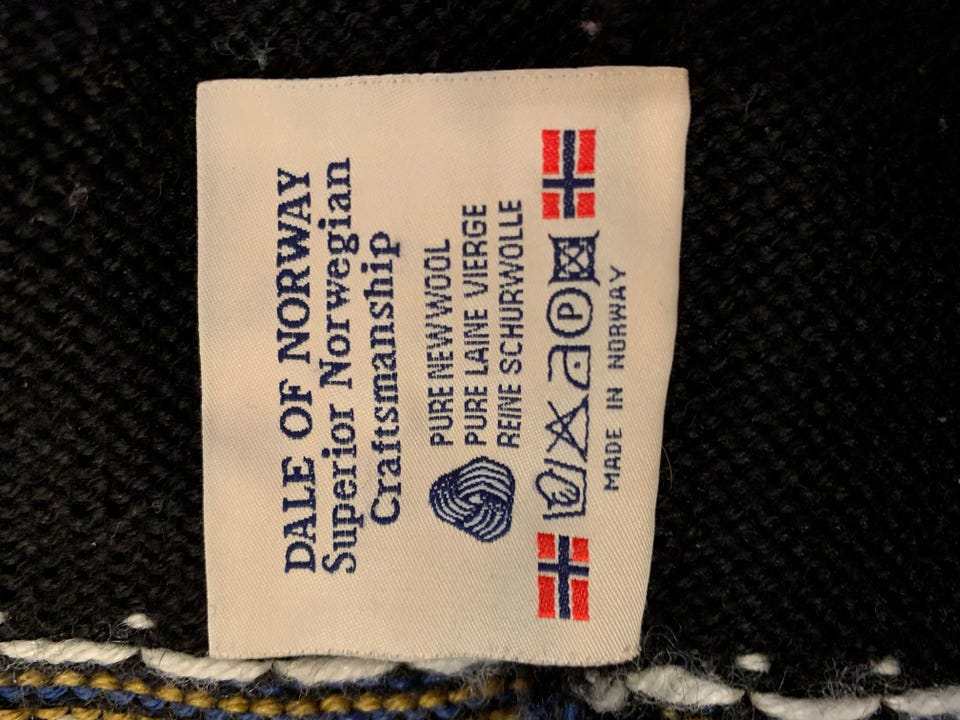 DALE OF NORWAY
Superior Norwegian
Craftsmanship
PURE NEW WOOL
PURE LAINE VIERGE
REINE SCHURWOLLE
P
MADE IN NORWAY